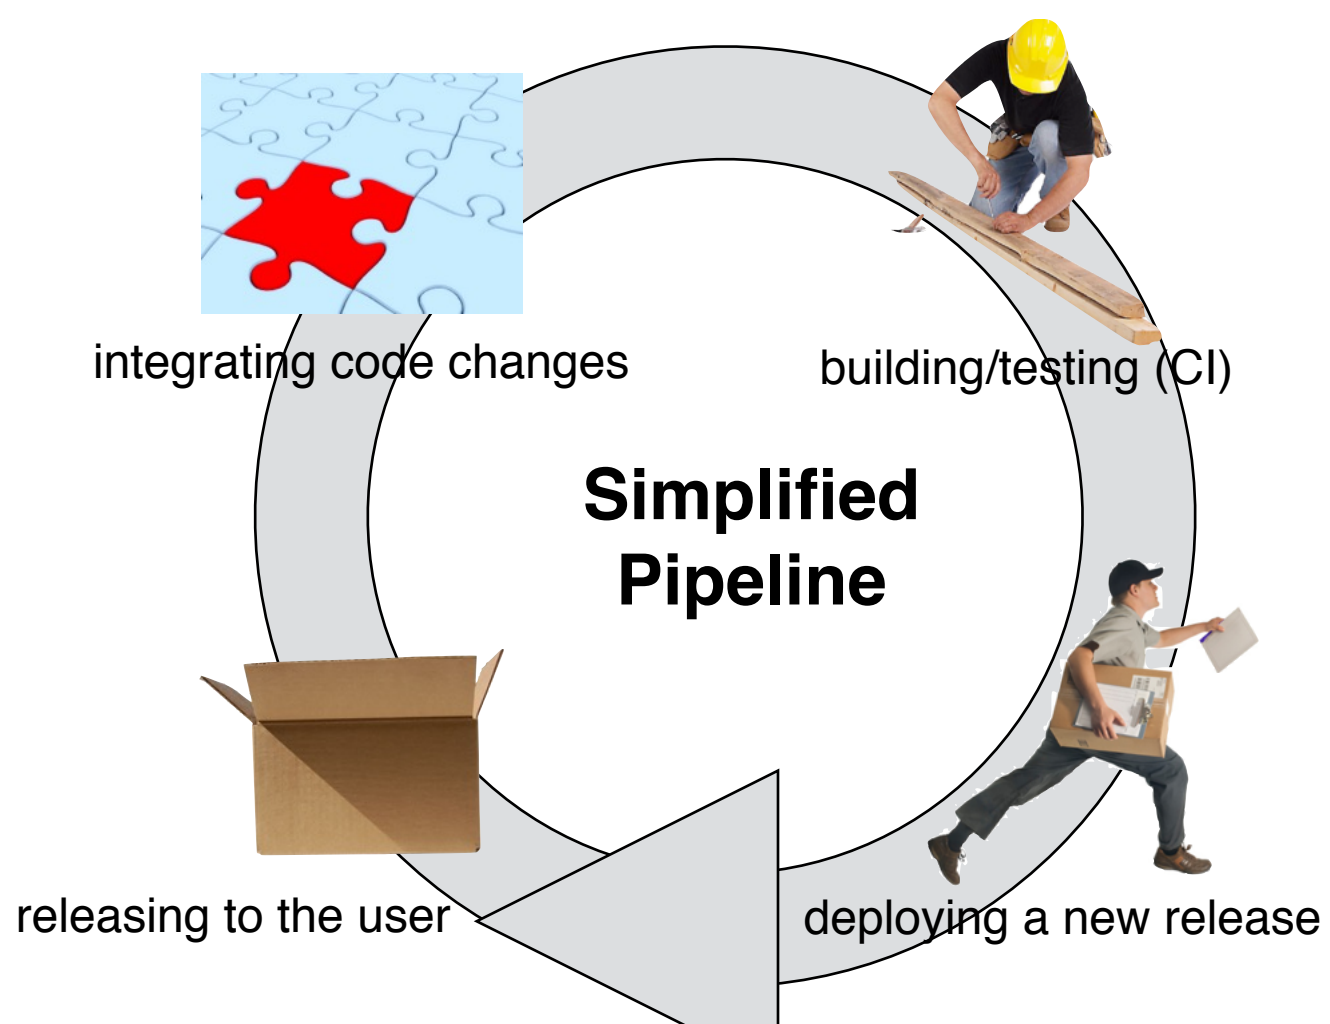 integrating code changes
building/testing (CI)
Simplified
Pipeline
releasing to the user
deploying a new release